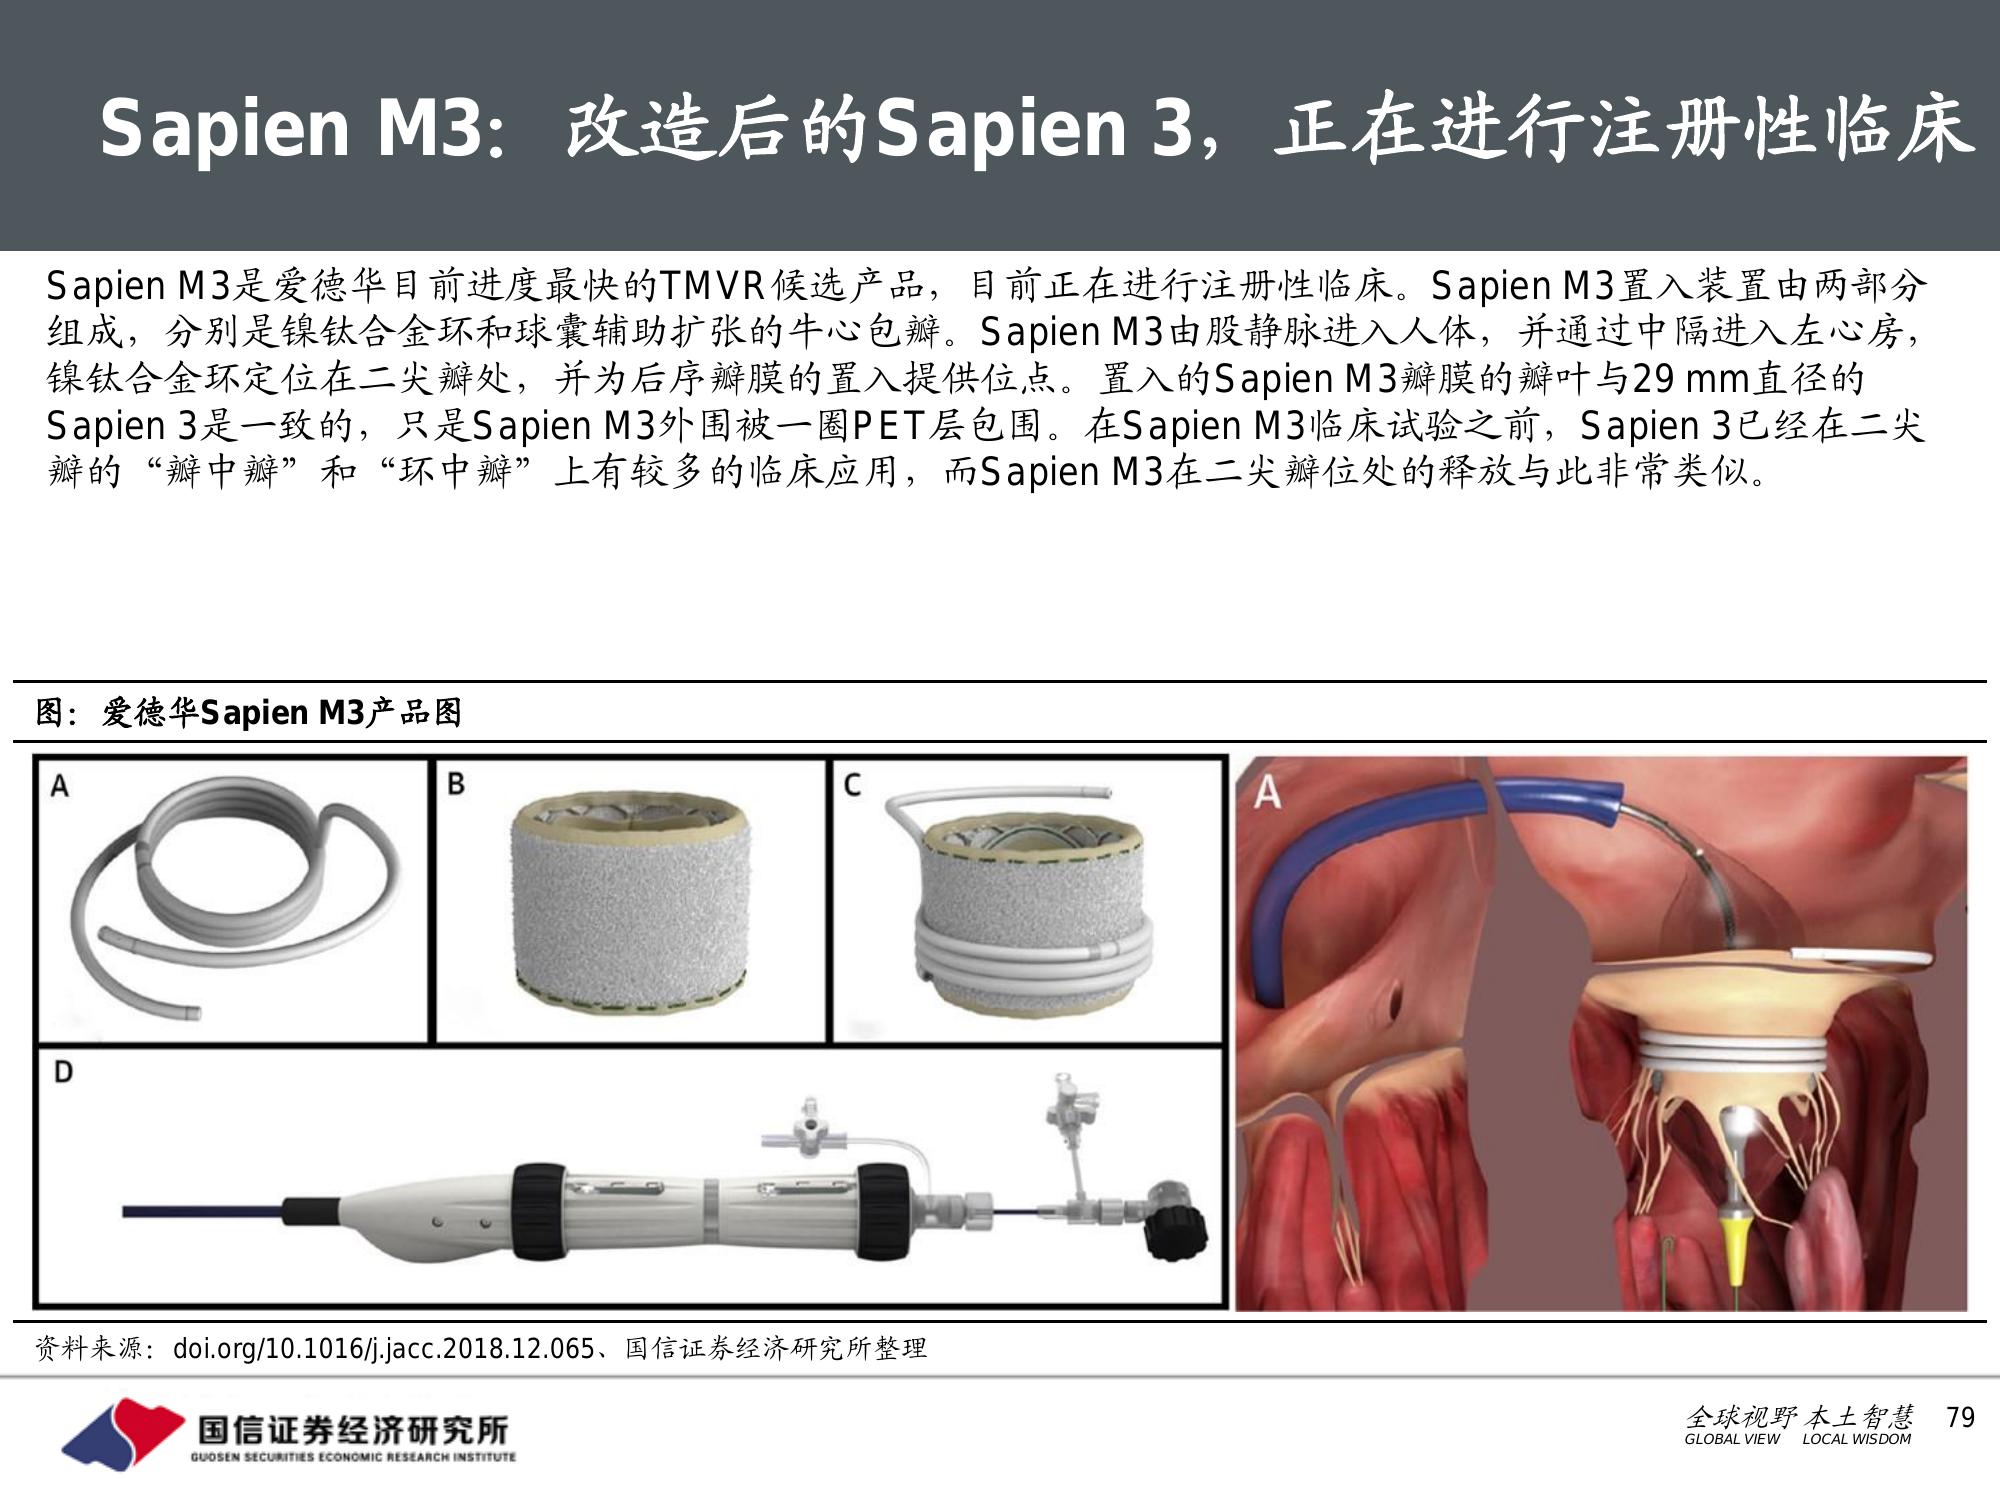 Sapien M3：改造后的Sapien 3，正在进行注册性临床
Sapien M3是爱德华目前进度最快的TMVR候选产品，目前正在进行注册性临床。Sapien M3置入装置由两部分
组成，分别是镍钛合金环和球囊辅助扩张的牛心包瓣。Sapien M3由股静脉进入人体，并通过中隔进入左心房，
镍钛合金环定位在二尖瓣处，并为后序瓣膜的置入提供位点。置入的Sapien M3瓣膜的瓣叶与29 mm直径的
Sapien 3是一致的，只是Sapien M3外围被一圈PET层包围。在Sapien M3临床试验之前，Sapien 3已经在二尖
瓣的“瓣中瓣”和“环中瓣”上有较多的临床应用，而Sapien M3在二尖瓣位处的释放与此非常类似。
图：爱德华Sapien M3产品图
A
B
C
A
D
资料来源：doi.org/10.1016/j.jacc.2018.12.065、国信证券经济研究所整理
国信证券经济研究所
GUOSEN SECURITIES ECONOMIC RESEARCH INSTITUTE
全球视野 本土智慧
GLOBAL VIEW LOCAL WISDOM
79